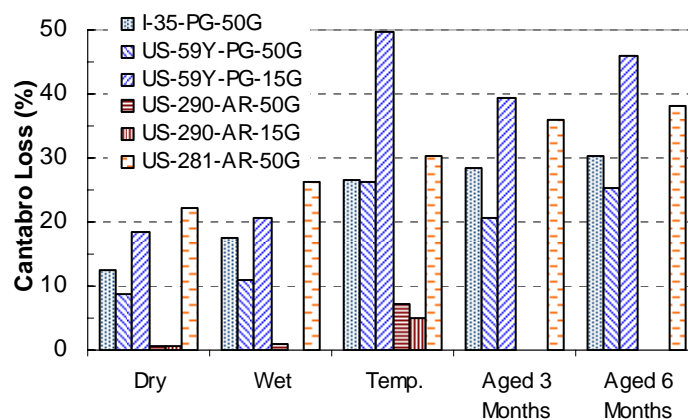 Cantabro Loss (%)
50
40
30
20
10
0
I-35-PG-50G
US-59Y-PG-50G
US-59Y-PG-15G
US-290-AR-50G
US-290-AR-15G
US-281-AR-50G
Dry
Wet
Temp.
Aged 3
Months
Aged 6
Months